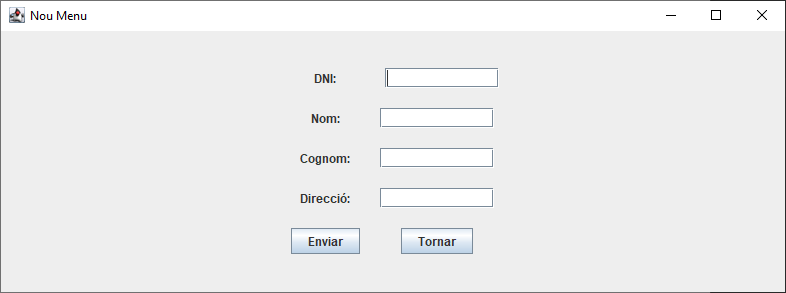 Nou Menu
DNI:
Nom:
Cognom:
Direcció:
Enviar Tornar